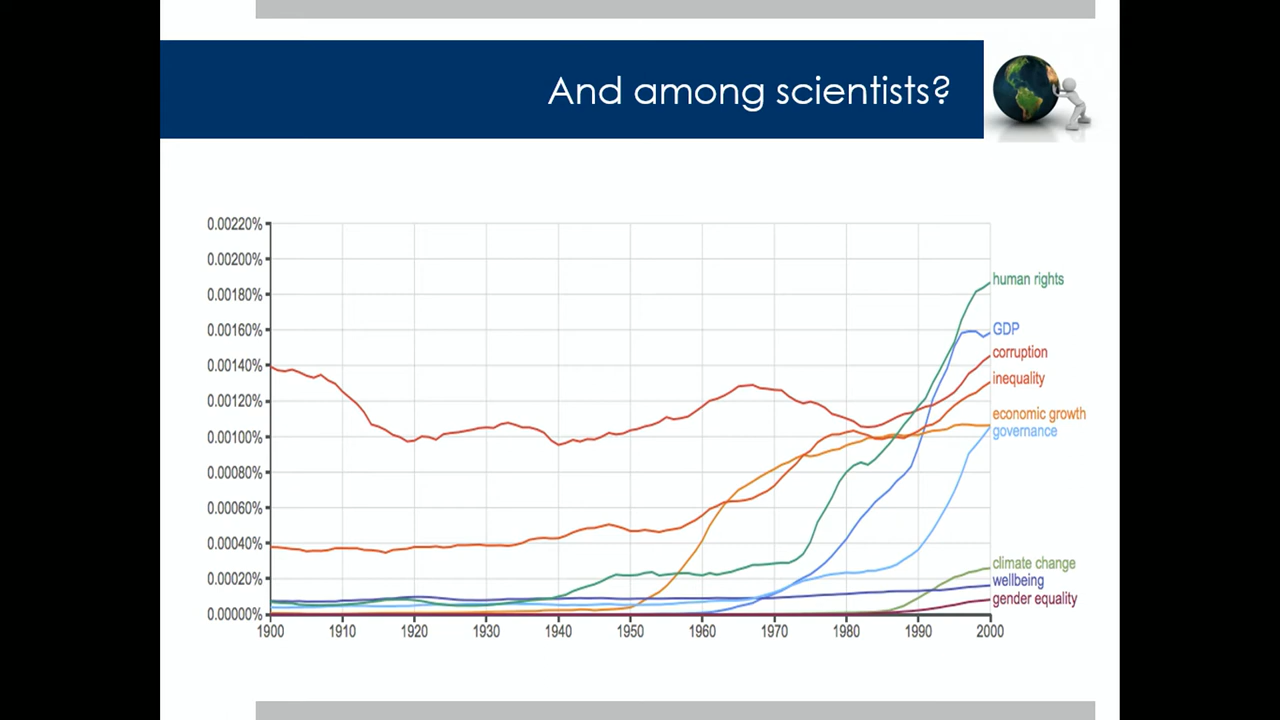 And among scientists?
0.00220%
0.00200%
0.00180%
human rights
0.00160%
GDP
corruption
0.00140%
inequality
0.00120%
economic growth
0.00100%
governance
0.00080%
0.00060%
0.00040%
climate change
0.00020%
wellbeing
gender equality
0.00000%
1900 1910 1920 1930 1940 1950 1960 1970 1980 1990 2000